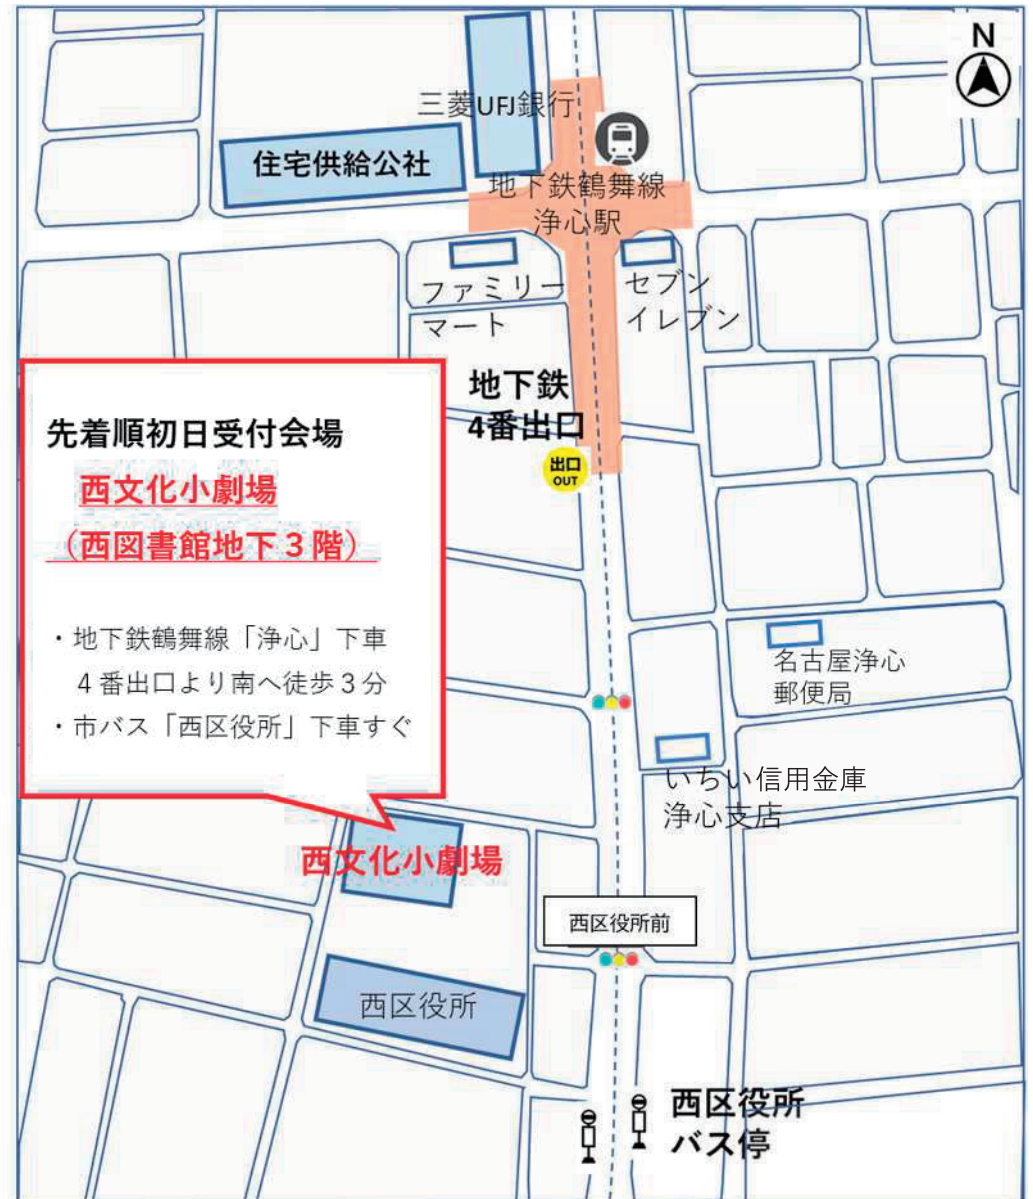 N
三菱UFJ銀行
住宅供給公社
地下鉄鶴舞線
浄心駅
ファミリー
マート
セブン
イレブン
地下鉄
4番出口
出口
OUT
先着順初日受付会場
西文化小劇場
（西図書館地下３階）
・地下鉄鶴舞線「浄心」下車
４番出口より南へ徒歩３分
・市バス「西区役所」下車すぐ
名古屋浄心
郵便局
いちい信用金庫
浄心支店
西文化小劇場
西区役所前
西区役所
西区役所
バス停